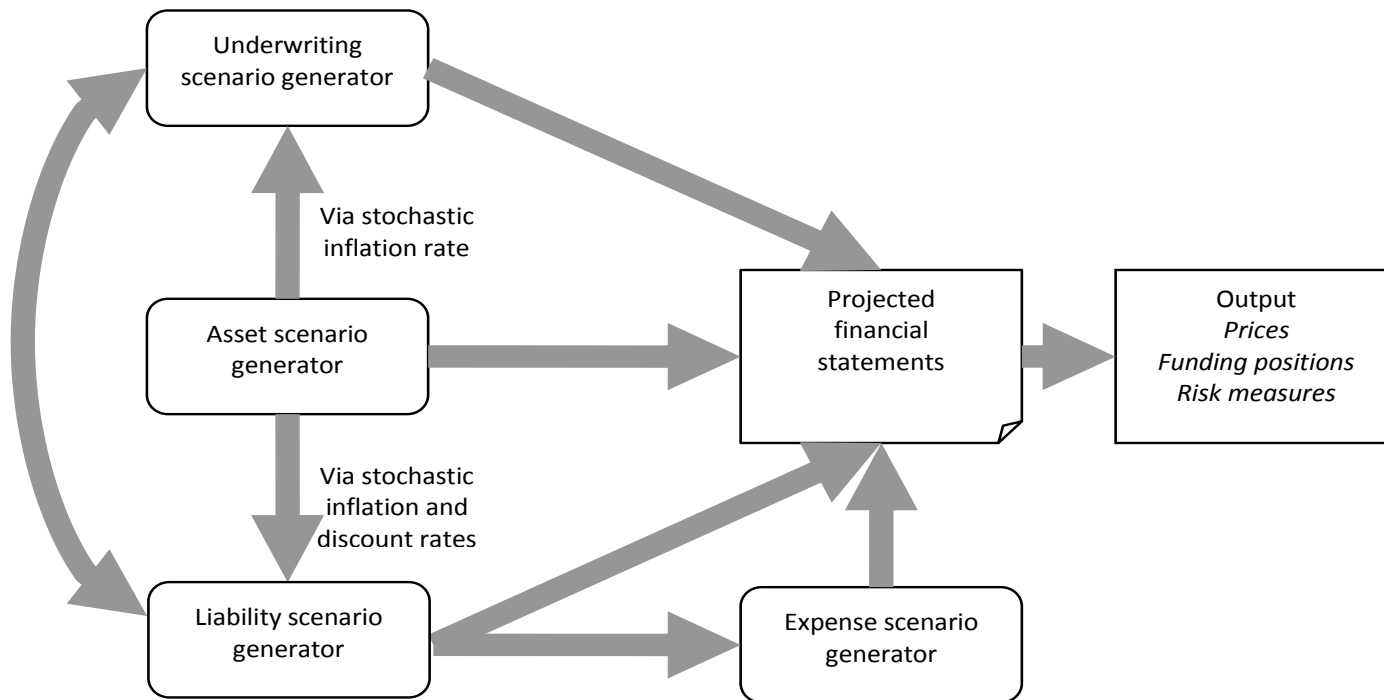 Underwriting
scenario generator
Via stochastic
inflation rate
Asset scenario
generator
Projected
financial
statements
Output
Prices
Funding positions
Risk measures
Via stochastic
inflation and
discount rates
Liability scenario
generator
Expense scenario
generator